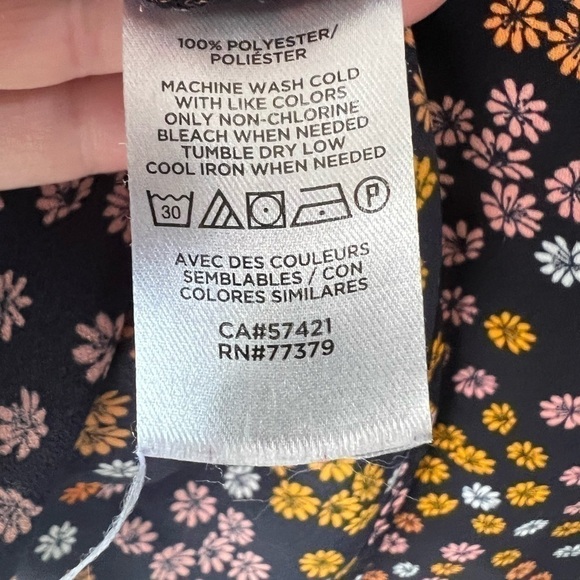 100% POLYESTER/
POLIÉSTER
MACHINE WASH COLD
WITH LIKE COLORS
ONLY NON-CHLORINE
BLEACH WHEN NEEDED
TUMBLE DRY LOW
COOL IRON WHEN NEEDED
30 P
AVEC DES COULEURS
SEMBLABLES / CON
COLORES SIMILARES
CA#57421
RN#77379